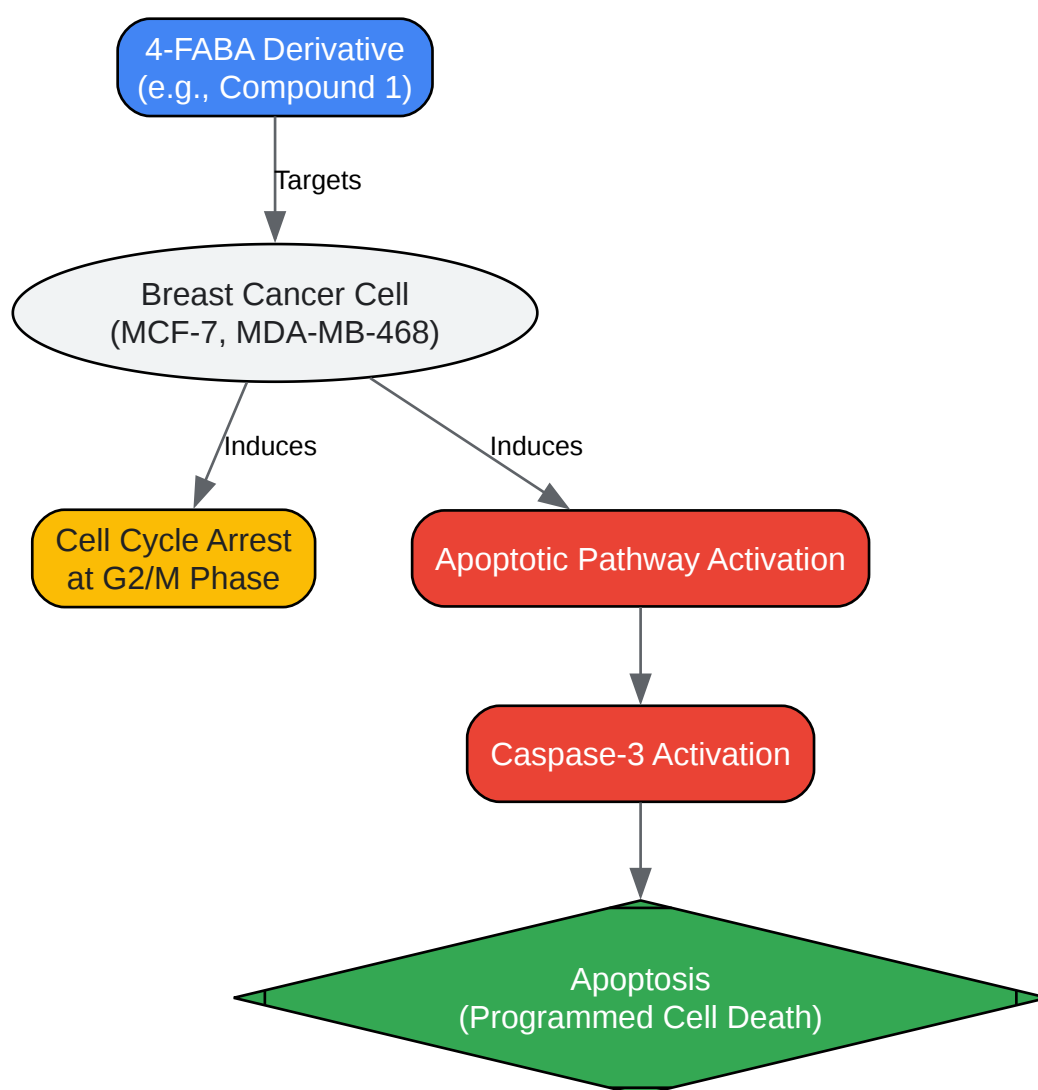 4-FABA Derivative
(e.g., Compound 1)
Targets
Breast Cancer Cell
(MCF-7, MDA-MB-468)
Induces
Induces
Cell Cycle Arrest
at G2/M Phase
Apoptotic Pathway Activation
Caspase-3 Activation
Apoptosis
(Programmed Cell Death)